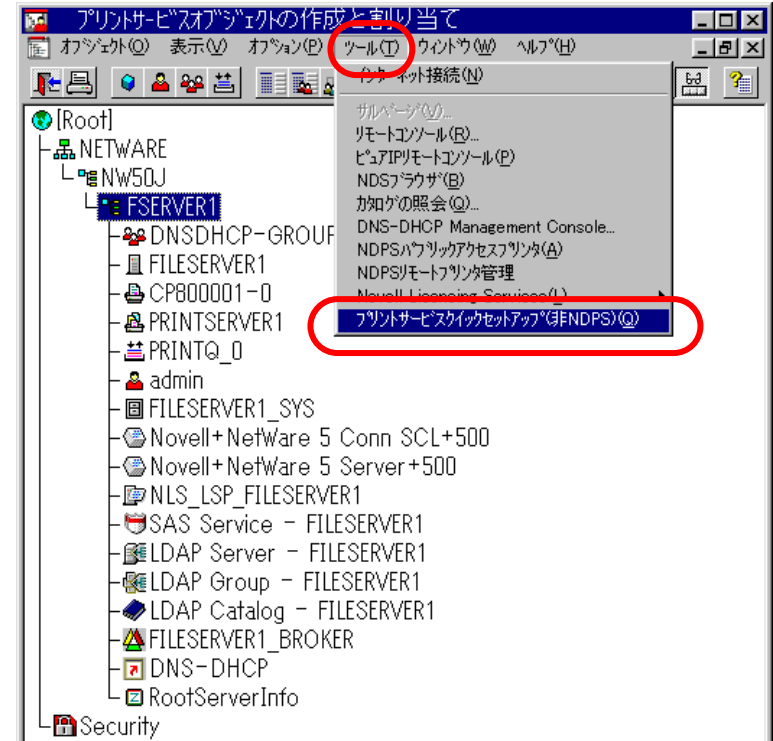 プリントサービスオブジェクトの作成と割り当て
オブジェクト(O) 表示(V) オプション(P) ツール(T) ウィンドウ(W) ヘルプ(H)
インターネット接続(N)
サルベージ(V)...
リモートコンソール(R)...
ピュアIPリモートコンソール(P)
NDSブラウザ(B)
カタログの照会(Q)...
DNS-DHCP Management Console...
NDPSパブリックアクセスプリンタ(A)
NDPSリモートプリンタ管理
Novell Licensing Services(L)
プリントサービスクイックセットアップ(非NDPS)(Q)
[Root]
NETWARE
NW50J
FSERVER1
DNSDHCP-GROUP
FILESERVER1
CP800001-0
PRINTSERVER1
PRINTQ_0
admin
FILESERVER1_SYS
Novell+NetWare 5 Conn SCL+500
Novell+NetWare 5 Server+500
NLS_LSP_FILESERVER1
SAS Service - FILESERVER1
LDAP Server - FILESERVER1
LDAP Group - FILESERVER1
LDAP Catalog - FILESERVER1
FILESERVER1_BROKER
DNS-DHCP
RootServerInfo
Security